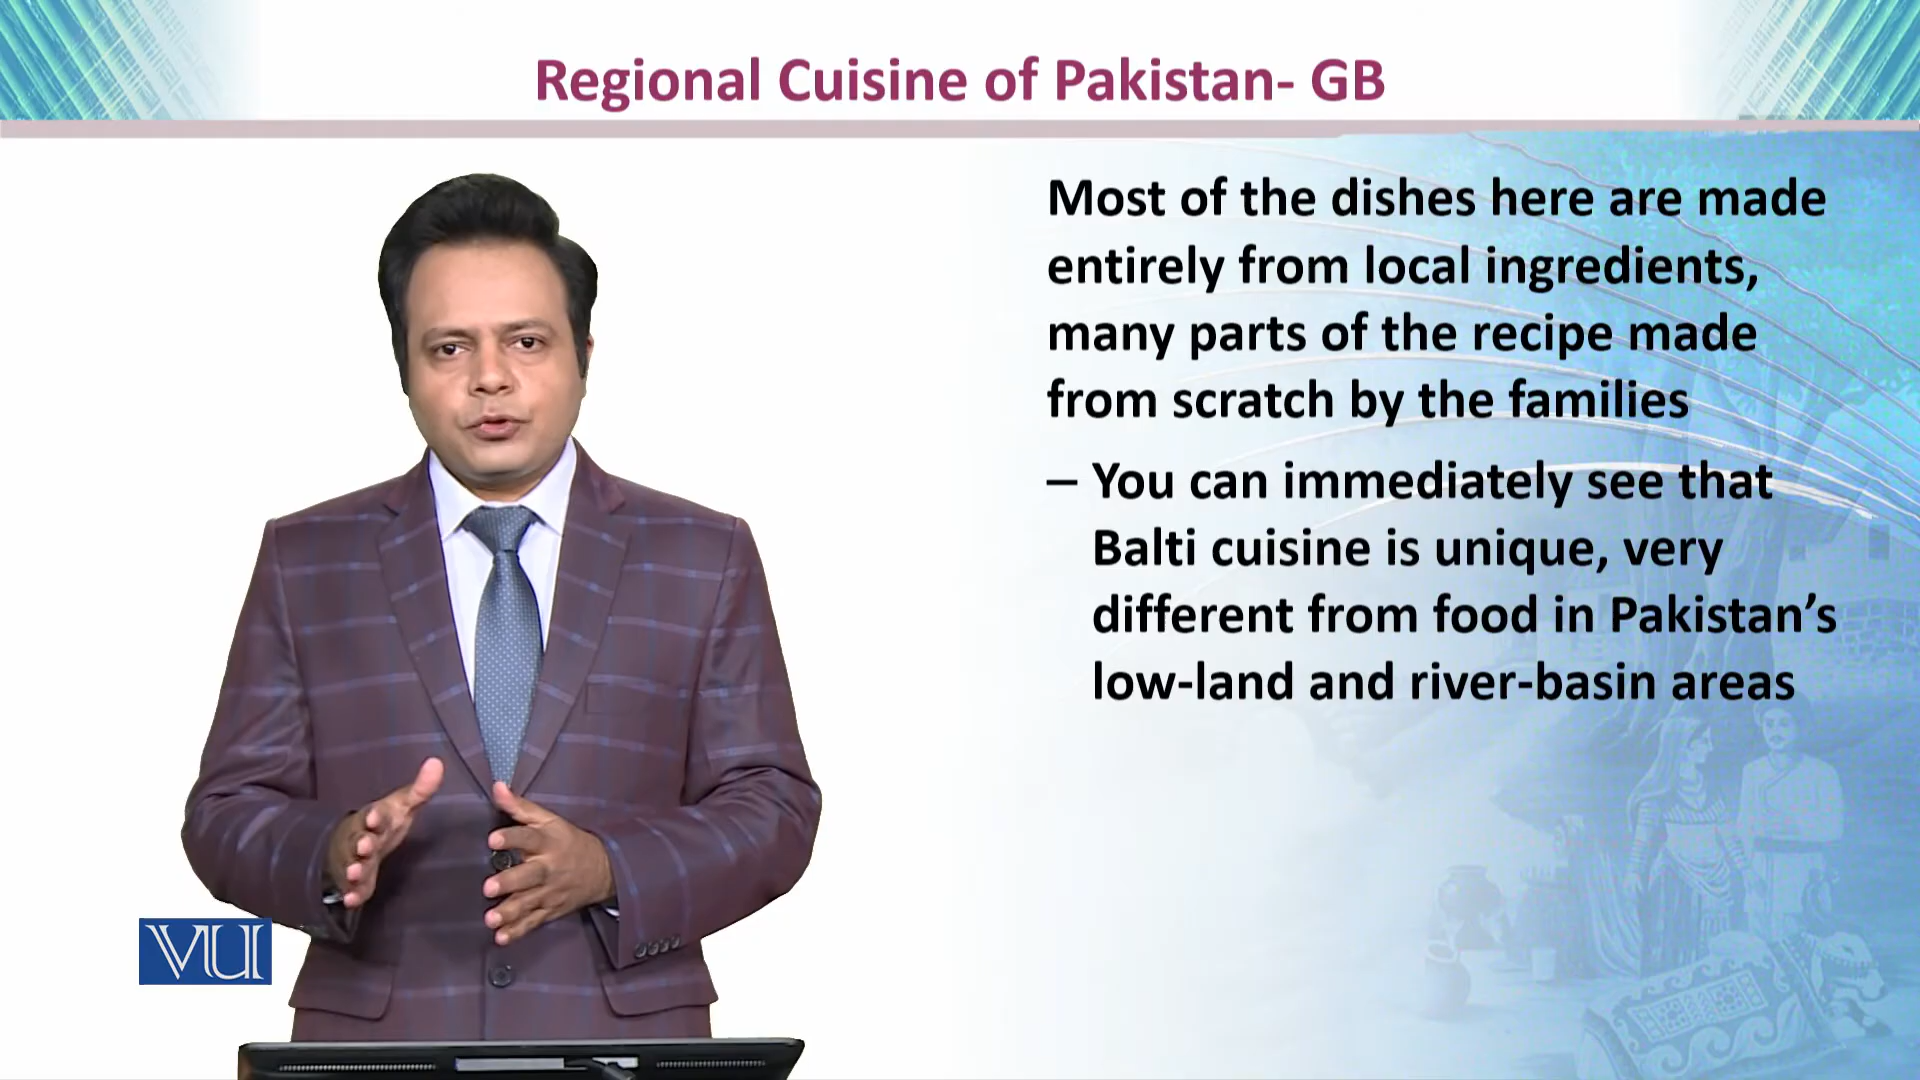 Regional Cuisine of Pakistan- GB
Most of the dishes here are made
entirely from local ingredients,
many parts of the recipe made
from scratch by the families
– You can immediately see that
Balti cuisine is unique, very
different from food in Pakistan’s
low-land and river-basin areas
VU